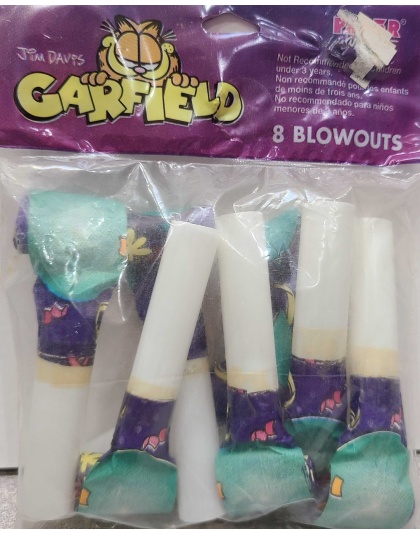 JIM DAVIS
GARFIELD
Not Recommended children
under 3 years.
Non recommandé pour les enfants
de moins de trois ans.
No recomendado para niños
menores de 3 años.
8 BLOWOUTS